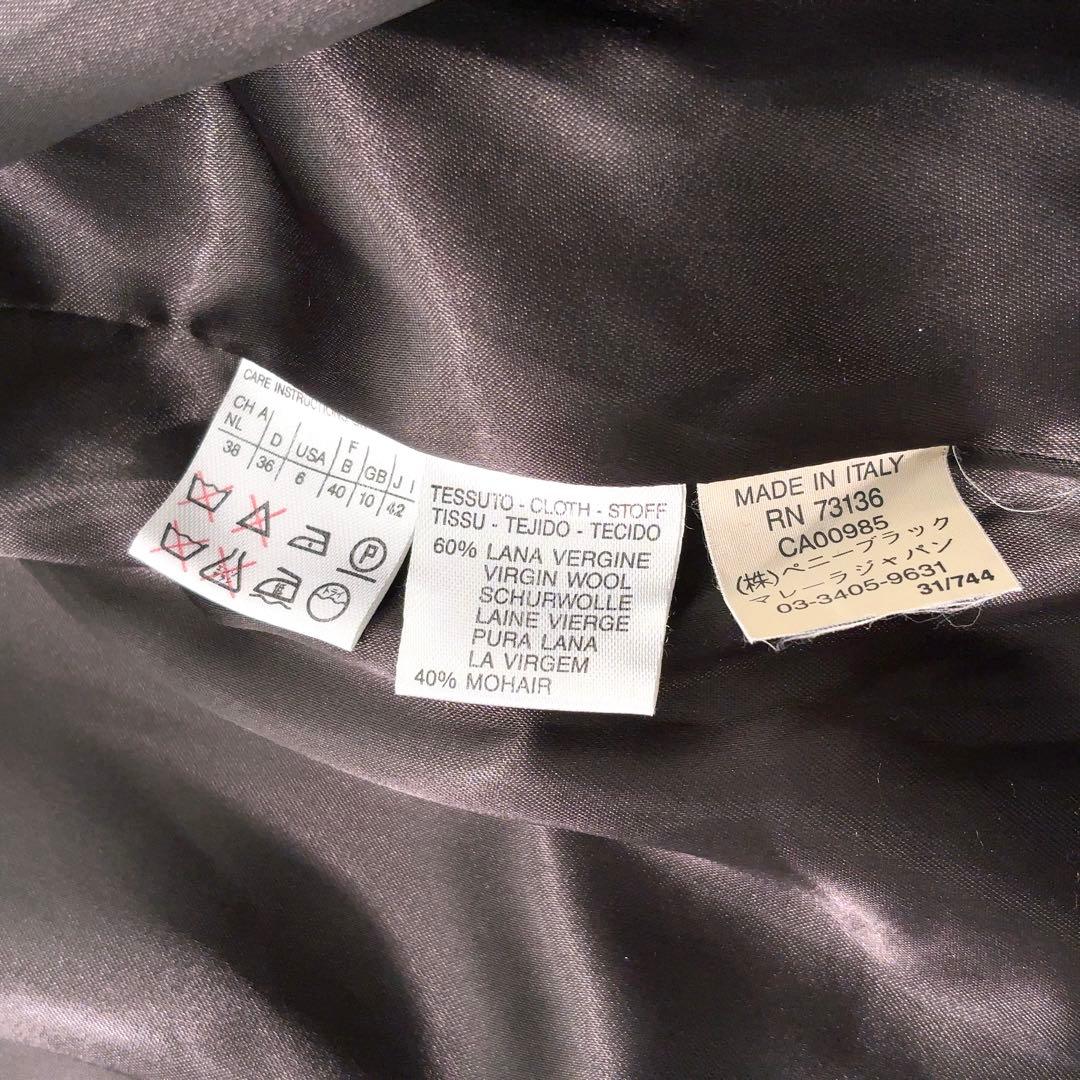 CARE INSTRUCTIONS
CH A
NL D USA F B GB J I
38 36 6 40 10 42
P
TESSUTO - CLOTH - STOFF
TISSU - TEJIDO - TECIDO
60% LANA VERGINE
VIRGIN WOOL
SCHURWOLLE
LAINE VIERGE
PURA LANA
LA VIRGEM
40% MOHAIR
MADE IN ITALY
RN 73136
CA00985
(株)ペニーブラック
マレーラジャパン
03-3405-9631
31/744